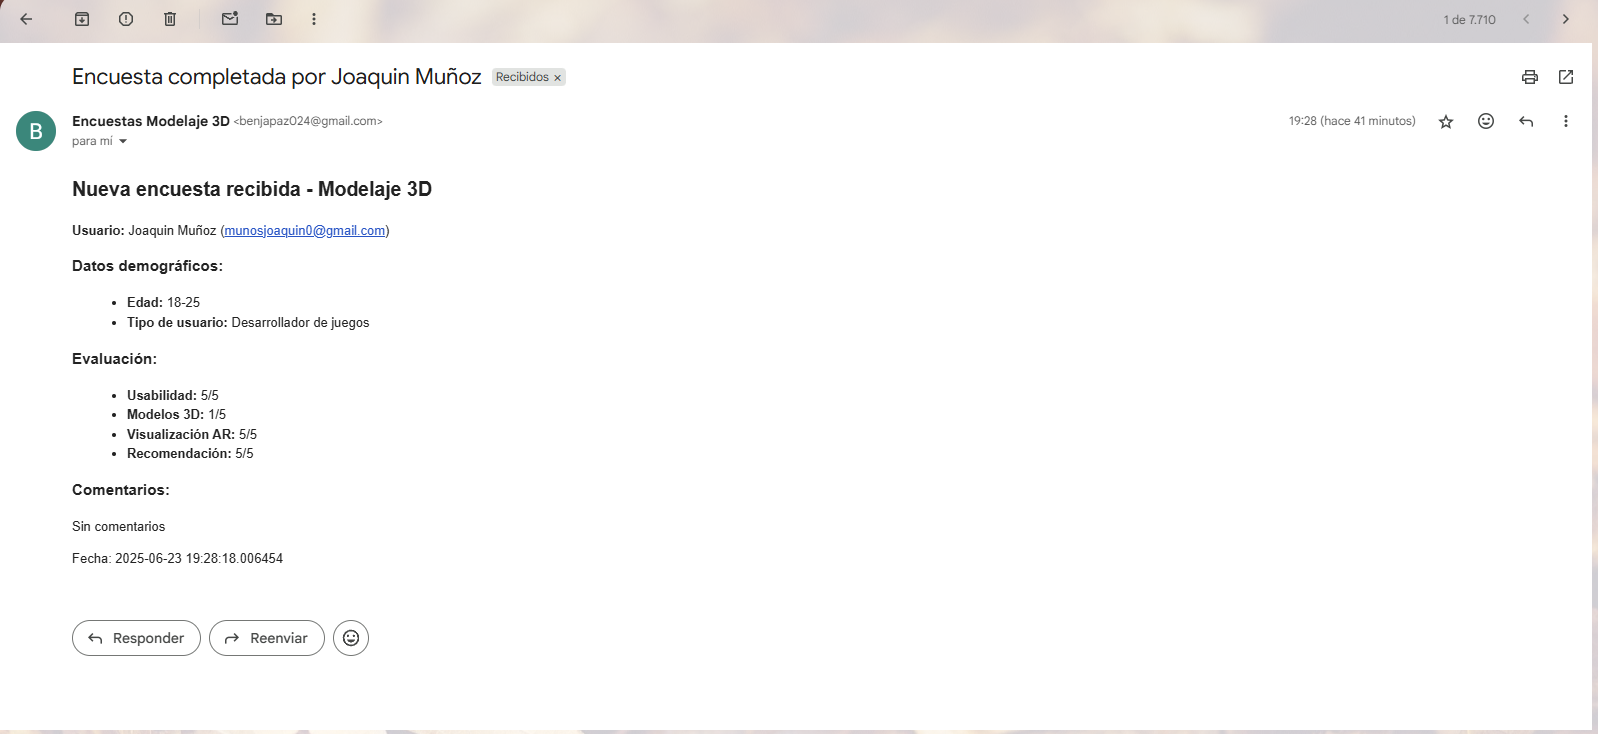 1 de 7.710
Encuesta completada por Joaquin Muñoz Recibidos ×
B
Encuestas Modelaje 3D <benjapaz024@gmail.com> 19:28 (hace 41 minutos)
para mí
Nueva encuesta recibida - Modelaje 3D
Usuario: Joaquin Muñoz (munosjoaquin0@gmail.com)
Datos demográficos:
• Edad: 18-25
• Tipo de usuario: Desarrollador de juegos
Evaluación:
• Usabilidad: 5/5
• Modelos 3D: 1/5
• Visualización AR: 5/5
• Recomendación: 5/5
Comentarios:
Sin comentarios
Fecha: 2025-06-23 19:28:18.006454
Responder Reenviar